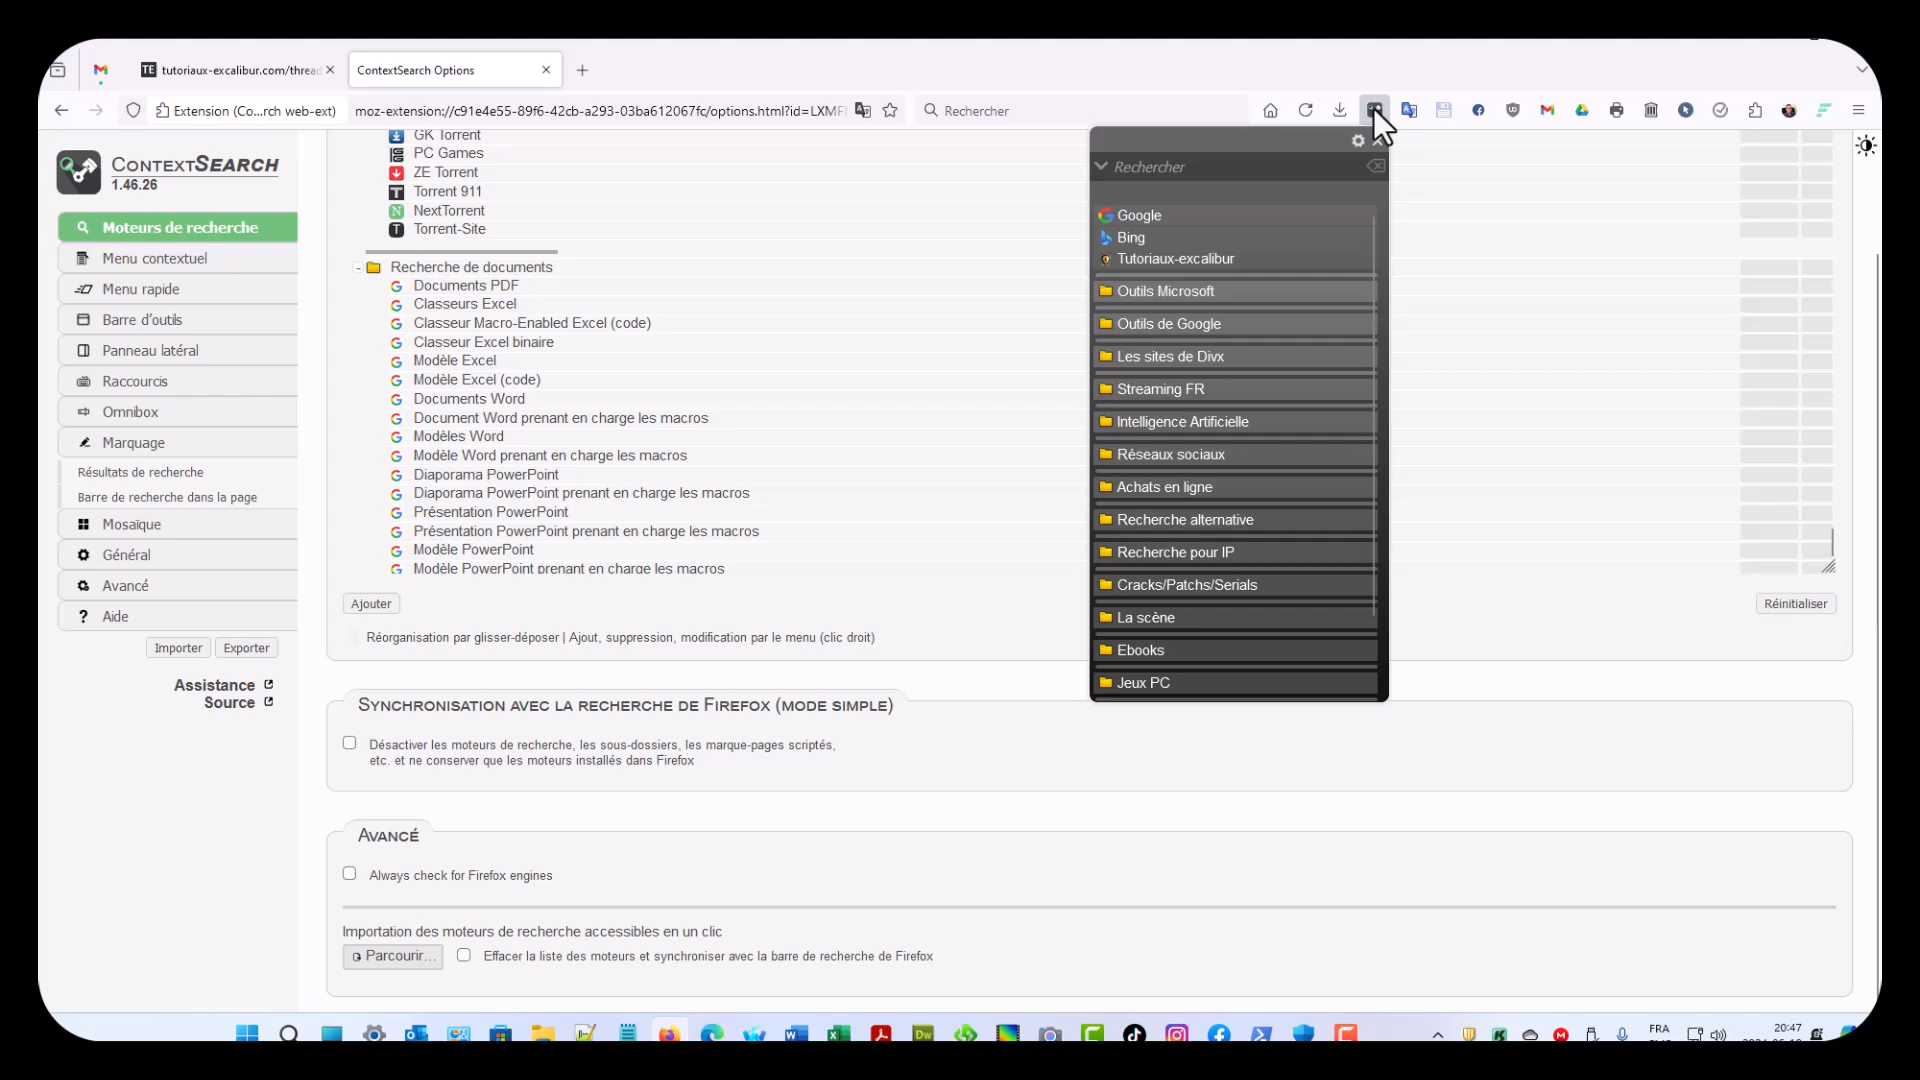 TE tutoriaux-excalibur.com/thread
ContextSearch Options
Extension (Co...rch web-ext)
moz-extension://c91e4e55-89f6-42cb-a293-03ba612067fc/options.html?id=LXMF
Rechercher
ContextSEARCH
1.46.26
Moteurs de recherche
Menu contextuel
Menu rapide
Barre d'outils
Panneau latéral
Raccourcis
Omnibox
Marquage
Résultats de recherche
Barre de recherche dans la page
Mosaïque
Général
Avancé
? Aide
Importer
Exporter
Assistance
Source
GK Torrent
PC Games
ZE Torrent
Torrent 911
NextTorrent
Torrent-Site
Recherche de documents
Documents PDF
Classeurs Excel
Classeur Macro-Enabled Excel (code)
Classeur Excel binaire
Modèle Excel
Modèle Excel (code)
Documents Word
Document Word prenant en charge les macros
Modèles Word
Modèle Word prenant en charge les macros
Diaporama PowerPoint
Diaporama PowerPoint prenant en charge les macros
Présentation PowerPoint
Présentation PowerPoint prenant en charge les macros
Modèle PowerPoint
Modèle PowerPoint prenant en charge les macros
Ajouter
Réinitialiser
Réorganisation par glisser-déposer | Ajout, suppression, modification par le menu (clic droit)
Rechercher
Google
Bing
Tutoriaux-excalibur
Outils Microsoft
Outils de Google
Les sites de Divx
Streaming FR
Intelligence Artificielle
Réseaux sociaux
Achats en ligne
Recherche alternative
Recherche pour IP
Cracks/Patchs/Serials
La scène
Ebooks
Jeux PC
Synchronisation avec la recherche de Firefox (mode simple)
Désactiver les moteurs de recherche, les sous-dossiers, les marque-pages scriptés,
etc. et ne conserver que les moteurs installés dans Firefox
Avancé
Always check for Firefox engines
Importation des moteurs de recherche accessibles en un clic
Parcourir...
Effacer la liste des moteurs et synchroniser avec la barre de recherche de Firefox
FRA
20:47